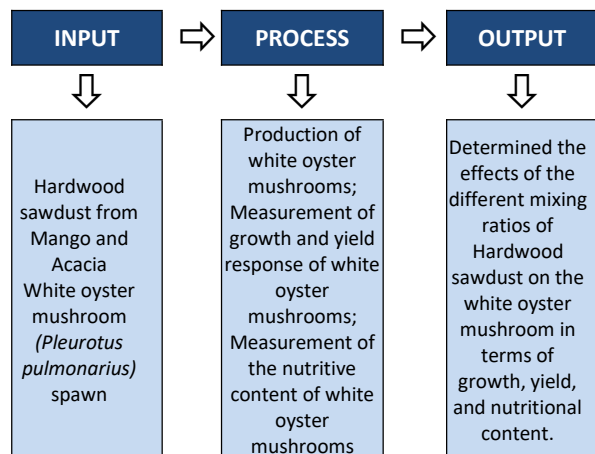 INPUT
PROCESS
OUTPUT
Hardwood
sawdust from
Mango and
Acacia
White oyster
mushroom
(Pleurotus
pulmonarius)
spawn
Production of
white oyster
mushrooms;
Measurement of
growth and yield
response of white
oyster
mushrooms;
Measurement of
the nutritive
content of white
oyster
mushrooms
Determined the
effects of the
different mixing
ratios of
Hardwood
sawdust on the
white oyster
mushroom in
terms of
growth, yield,
and nutritional
content.